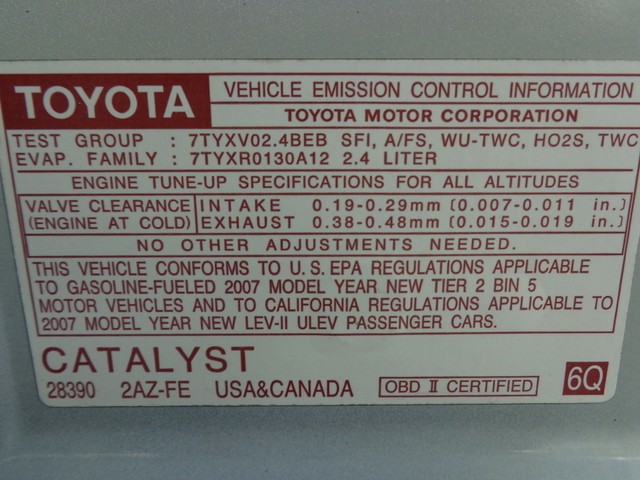 TOYOTA VEHICLE EMISSION CONTROL INFORMATION
TOYOTA MOTOR CORPORATION
TEST GROUP : 7TYXV02.4BEB SFI, A/FS, WU-TWC, HO2S, TWC
EVAP. FAMILY : 7TYXR0130A12 2.4 LITER
ENGINE TUNE-UP SPECIFICATIONS FOR ALL ALTITUDES
VALVE CLEARANCE INTAKE 0.19-0.29mm (0.007-0.011 in.)
(ENGINE AT COLD) EXHAUST 0.38-0.48mm (0.015-0.019 in.)
NO OTHER ADJUSTMENTS NEEDED.
THIS VEHICLE CONFORMS TO U.S. EPA REGULATIONS APPLICABLE
TO GASOLINE-FUELED 2007 MODEL YEAR NEW TIER 2 BIN 5
MOTOR VEHICLES AND TO CALIFORNIA REGULATIONS APPLICABLE TO
2007 MODEL YEAR NEW LEV-II ULEV PASSENGER CARS.
CATALYST
28390 2AZ-FE USA&CANADA OBD II CERTIFIED 6Q